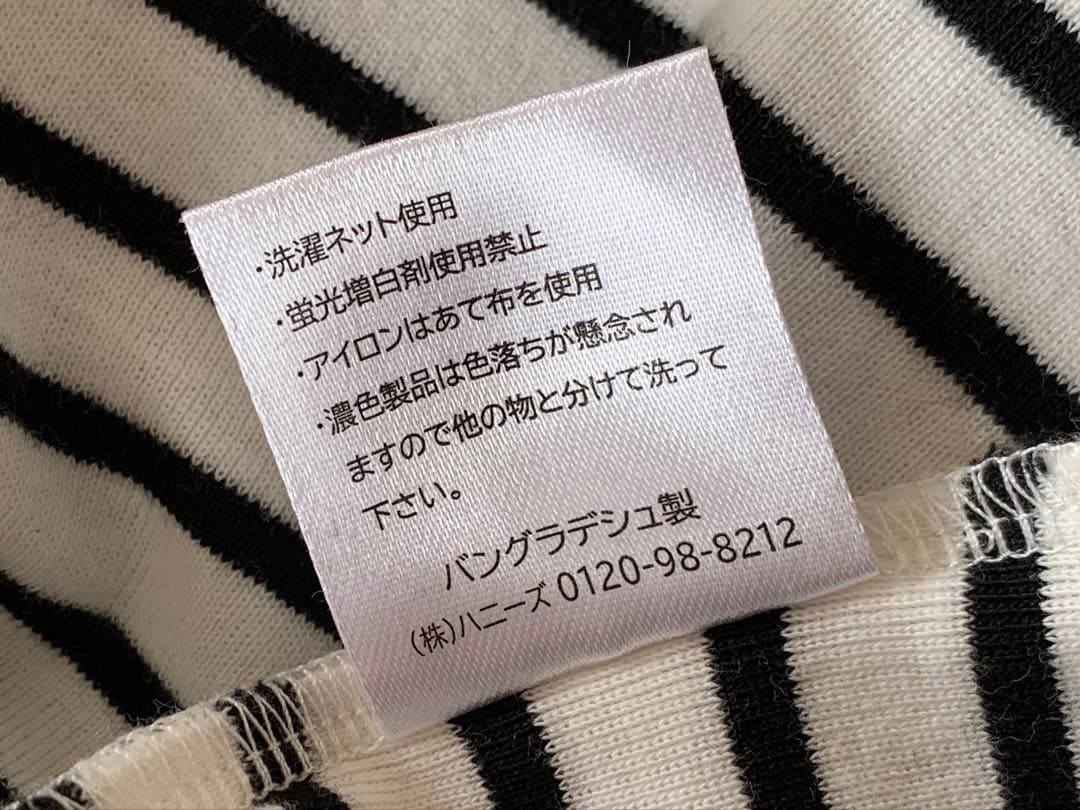 ・洗濯ネット使用
・蛍光増白剤使用禁止
・アイロンはあて布を使用
・濃色製品は色落ちが懸念され
ますので他の物と分けて洗って
下さい。
バングラデシュ製
(株)ハニーズ 0120-98-8212